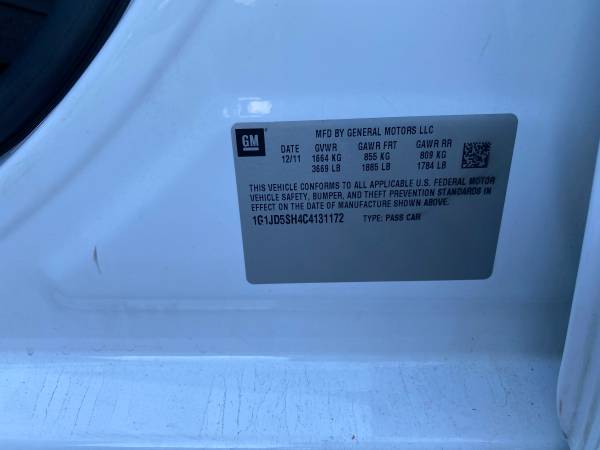 GM
MFD BY GENERAL MOTORS LLC
DATE GVWR GAWR FRT GAWR RR
12/11 1664 KG 855 KG 809 KG
3669 LB 1885 LB 1784 LB
THIS VEHICLE CONFORMS TO ALL APPLICABLE U.S. FEDERAL MOTOR
VEHICLE SAFETY, BUMPER, AND THEFT PREVENTION STANDARDS IN
EFFECT ON THE DATE OF MANUFACTURE SHOWN ABOVE.
1G1JD5SH4C4131172 TYPE: PASS CAR